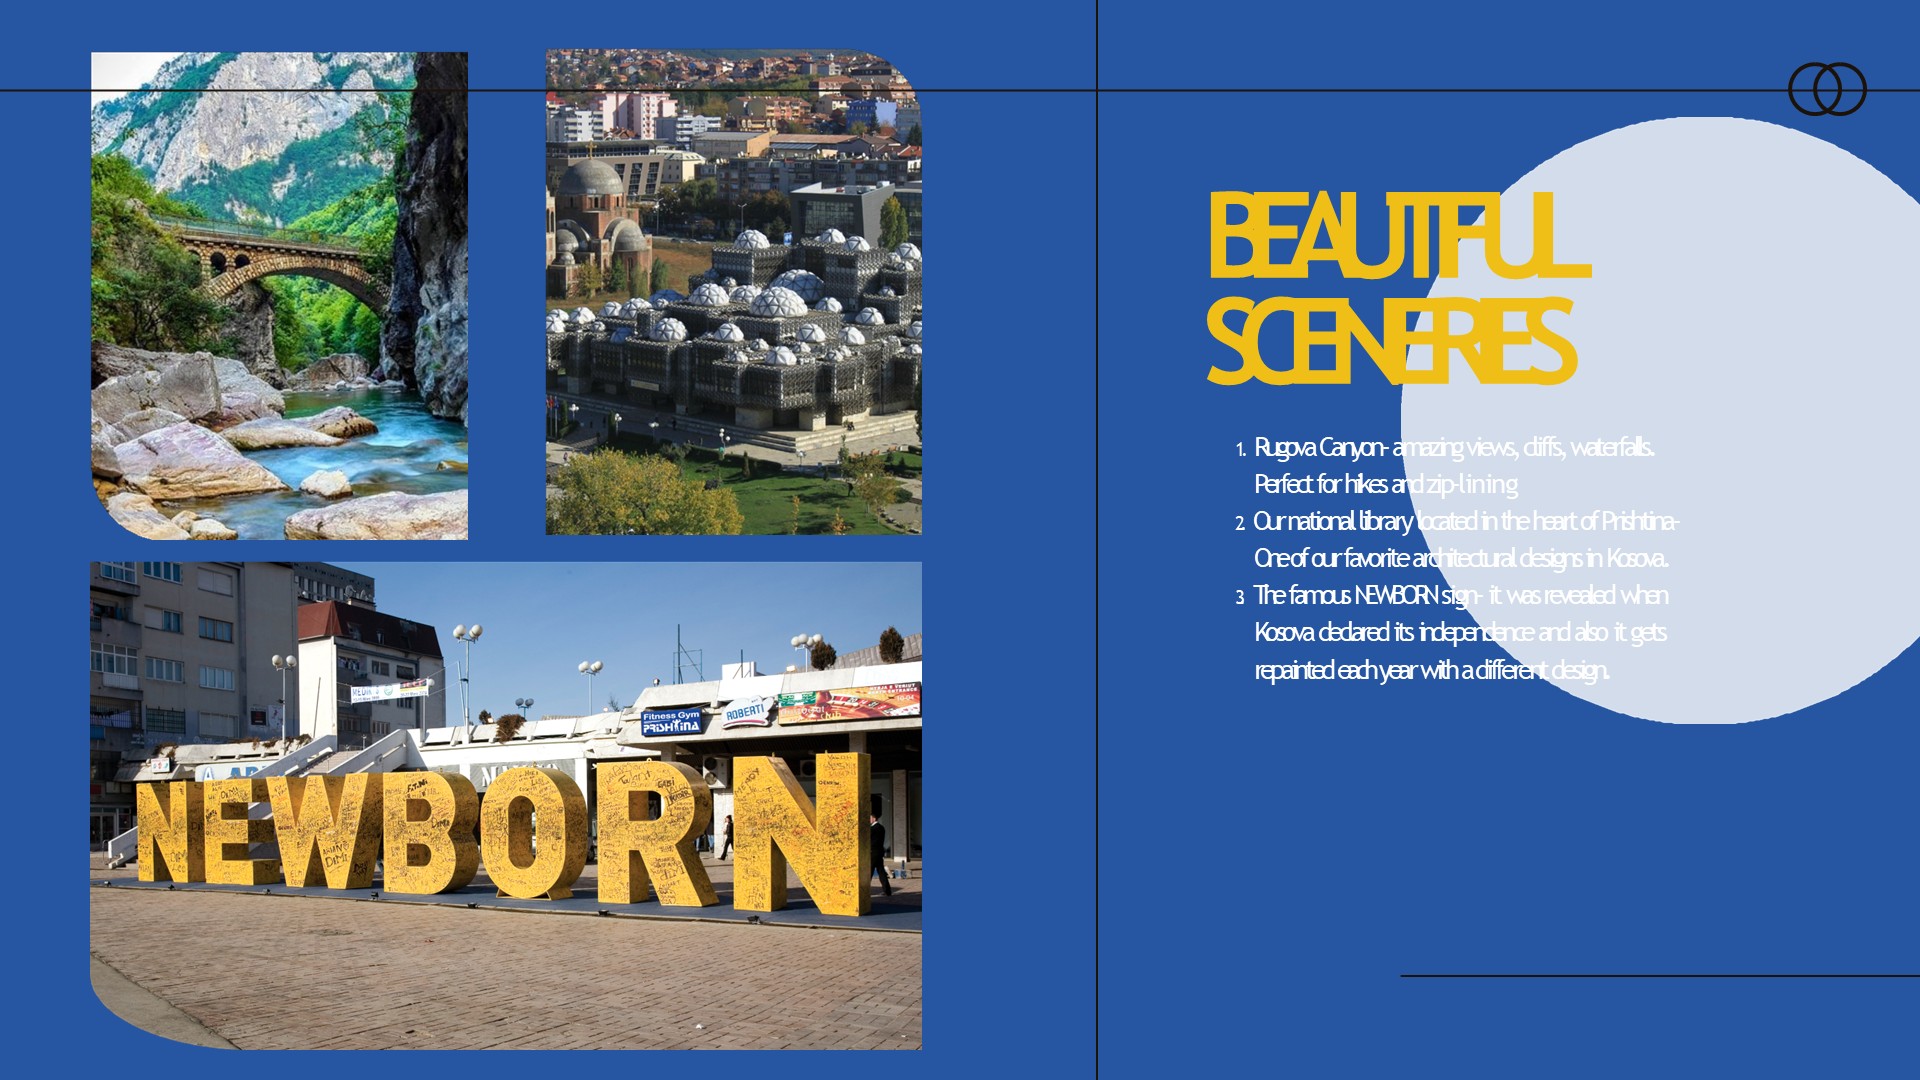 BEAUTIFUL
SCENERIES
1. Rugova Canyon- amazing views, cliffs, waterfalls.
Perfect for hikes and zip-lining
2. Our national library located in the heart of Prishtina-
One of our favorite architectural designs in Kosova.
3. The famous NEWBORN sign- it was revealed when
Kosova declared its independence and also it gets
repainted each year with a different design.
Fitness Gym
PRISHTINA
ROBERTI
NEWBORN